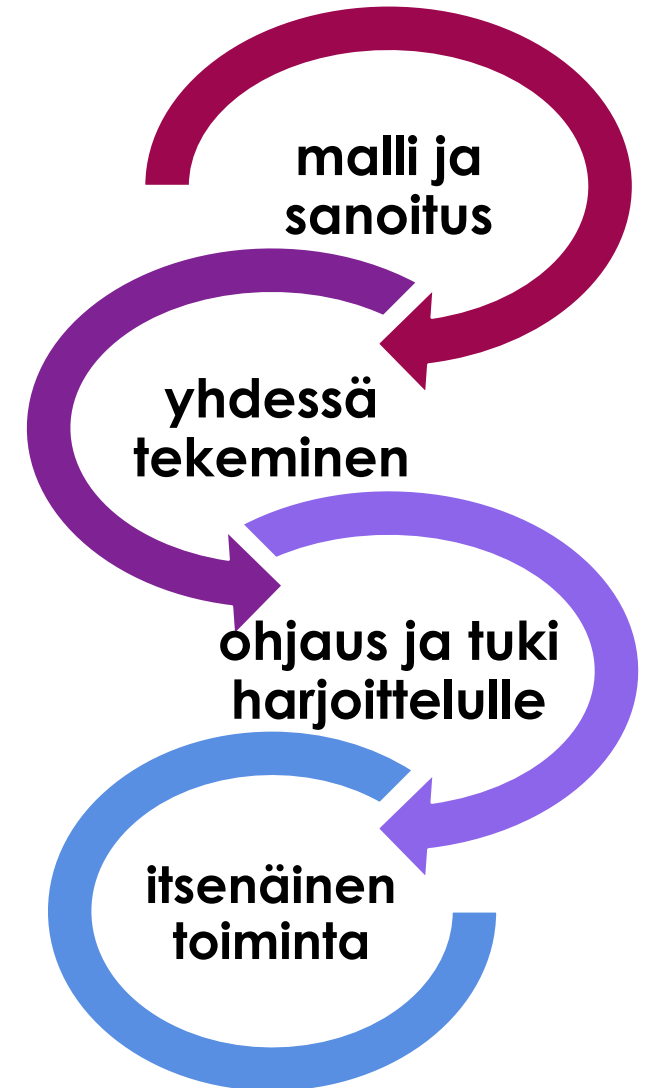 malli ja
sanoitus
yhdessä
tekeminen
ohjaus ja tuki
harjoittelulle
itsenäinen
toiminta